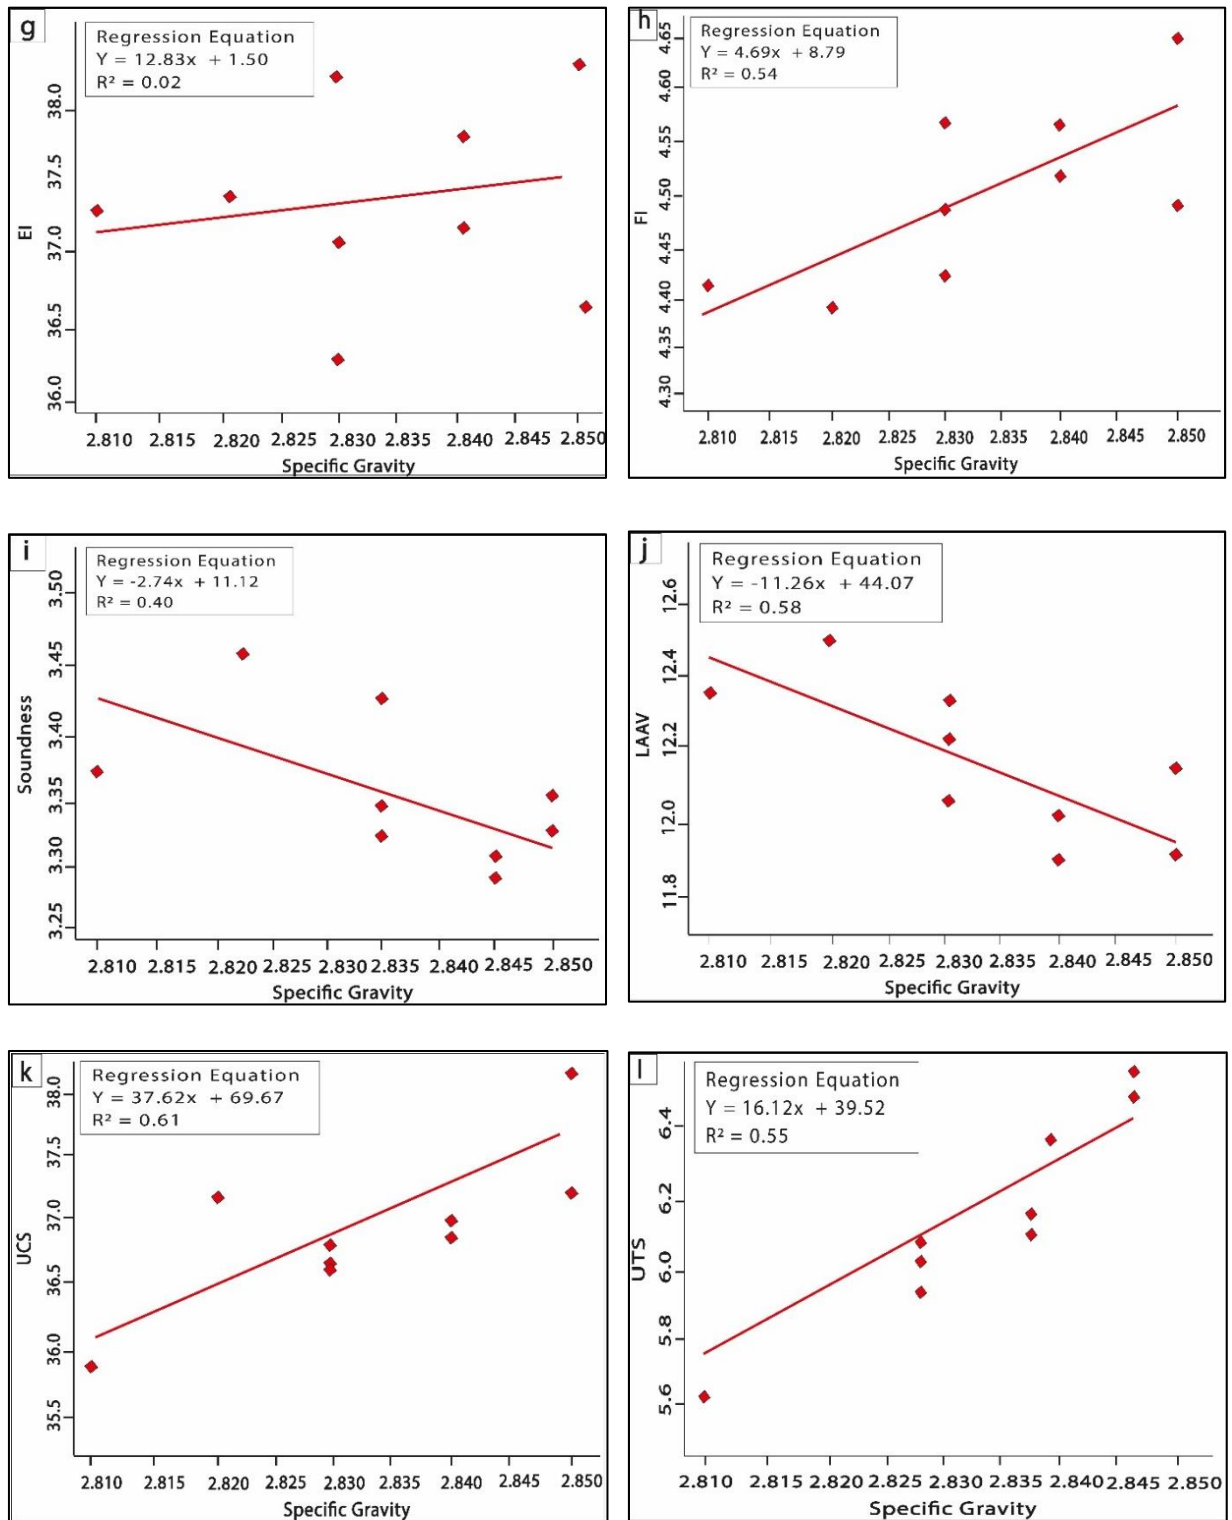 g
Regression Equation
Y = 12.83x + 1.50
R² = 0.02
EI
38.0
37.5
37.0
36.5
36.0
2.810 2.815 2.820 2.825 2.830 2.835 2.840 2.845 2.850
Specific Gravity
h
Regression Equation
Y = 4.69x + 8.79
R² = 0.54
FI
4.65
4.60
4.55
4.50
4.45
4.40
4.35
4.30
2.810 2.815 2.820 2.825 2.830 2.835 2.840 2.845 2.850
Specific Gravity
i
Regression Equation
Y = -2.74x + 11.12
R² = 0.40
Soundness
3.50
3.45
3.40
3.35
3.30
3.25
2.810 2.815 2.820 2.825 2.830 2.835 2.840 2.845 2.850
Specific Gravity
j
Regression Equation
Y = -11.26x + 44.07
R² = 0.58
LAAV
12.6
12.4
12.2
12.0
11.8
2.810 2.815 2.820 2.825 2.830 2.835 2.840 2.845 2.850
Specific Gravity
k
Regression Equation
Y = 37.62x + 69.67
R² = 0.61
UCS
38.0
37.5
37.0
36.5
36.0
35.5
2.810 2.815 2.820 2.825 2.830 2.835 2.840 2.845 2.850
Specific Gravity
l
Regression Equation
Y = 16.12x + 39.52
R² = 0.55
UTS
6.4
6.2
6.0
5.8
5.6
2.810 2.815 2.820 2.825 2.830 2.835 2.840 2.845 2.850
Specific Gravity